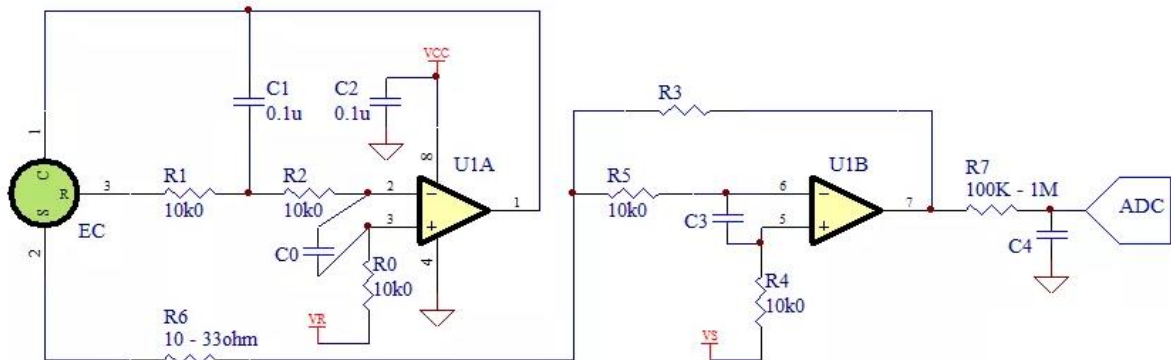 VCC
C1
0.1u
C2
0.1u
R3
1
8
U1A
C
R
S
3
EC
2
R1
10k0
R2
10k0
2
3
1
4
C0
R0
10k0
VR
R6
10 - 33ohm
R5
10k0
C3
6
5
U1B
7
R4
10k0
VS
R7
100K - 1M
C4
ADC